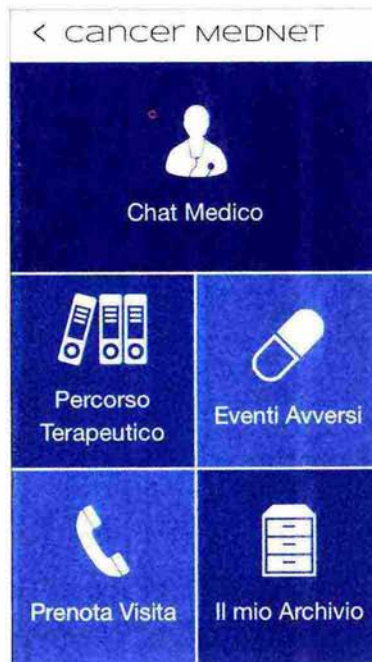 < cancer MEDNET
Chat Medico
Percorso
Terapeutico
Eventi Avversi
Prenota Visita
Il mio Archivio